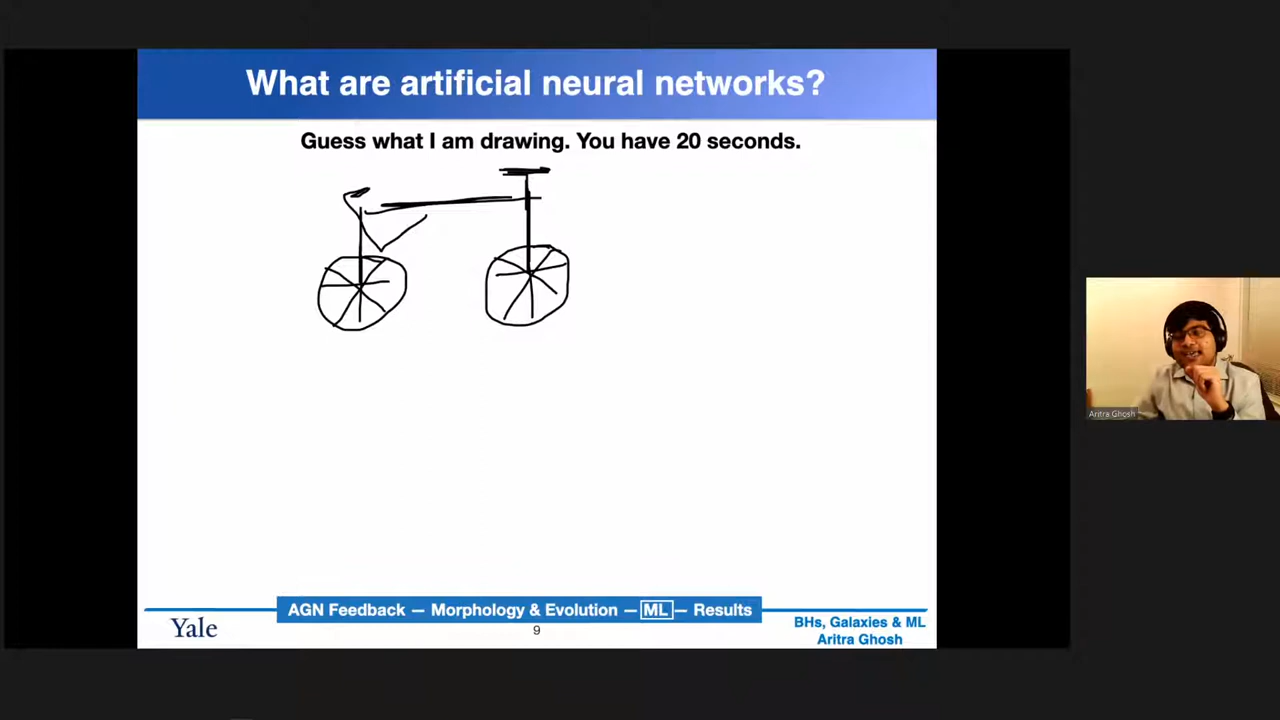 What are artificial neural networks?
Guess what I am drawing. You have 20 seconds.
Aritra Ghosh
AGN Feedback — Morphology & Evolution — ML — Results
Yale
9
BHs, Galaxies & ML
Aritra Ghosh